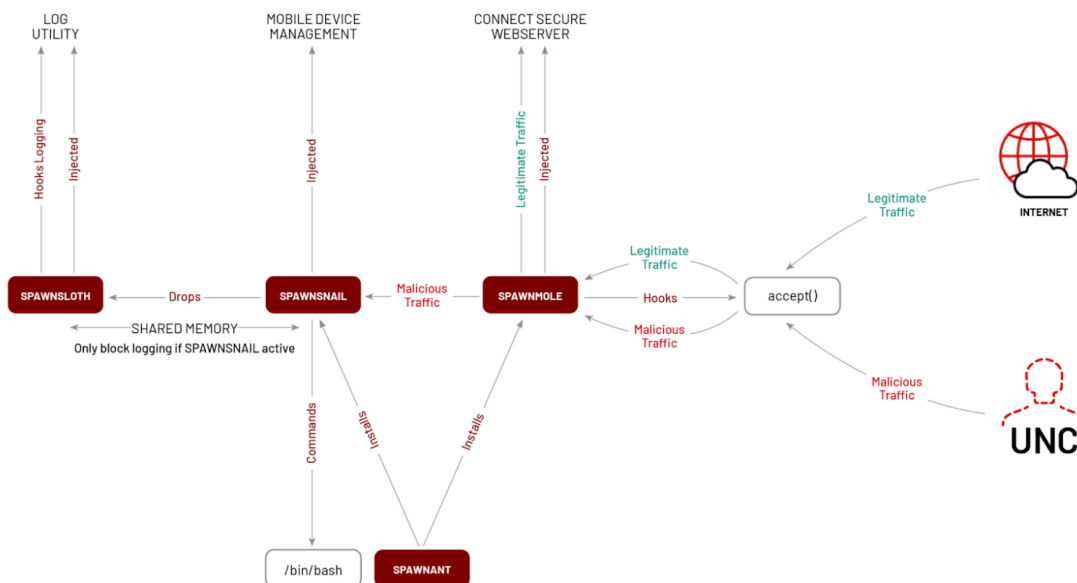 LOG
UTILITY
MOBILE DEVICE
MANAGEMENT
CONNECT SECURE
WEBSERVER
Hooks Logging
Injected
Injected
Legitimate Traffic
Injected
INTERNET
Legitimate
Traffic
Legitimate
Traffic
SPAWNSLOTH
Drops
SPAWNSNAIL
Malicious
Traffic
SPAWNMOLE
Hooks
accept()
SHARED MEMORY
Only block logging if SPAWNSNAIL active
Malicious
Traffic
Malicious
Traffic
UNC
Commands
Installs
Installs
/bin/bash
SPAWNANT